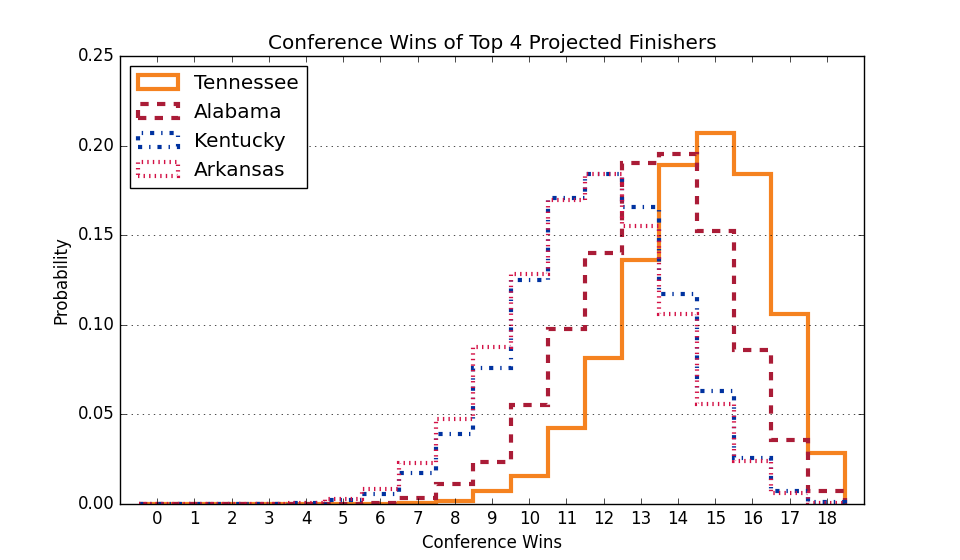 Conference Wins of Top 4 Projected Finishers
Tennessee
Alabama
Kentucky
Arkansas
0.25
0.20
0.15
0.10
0.05
0.00
Probability
0 1 2 3 4 5 6 7 8 9 10 11 12 13 14 15 16 17 18
Conference Wins